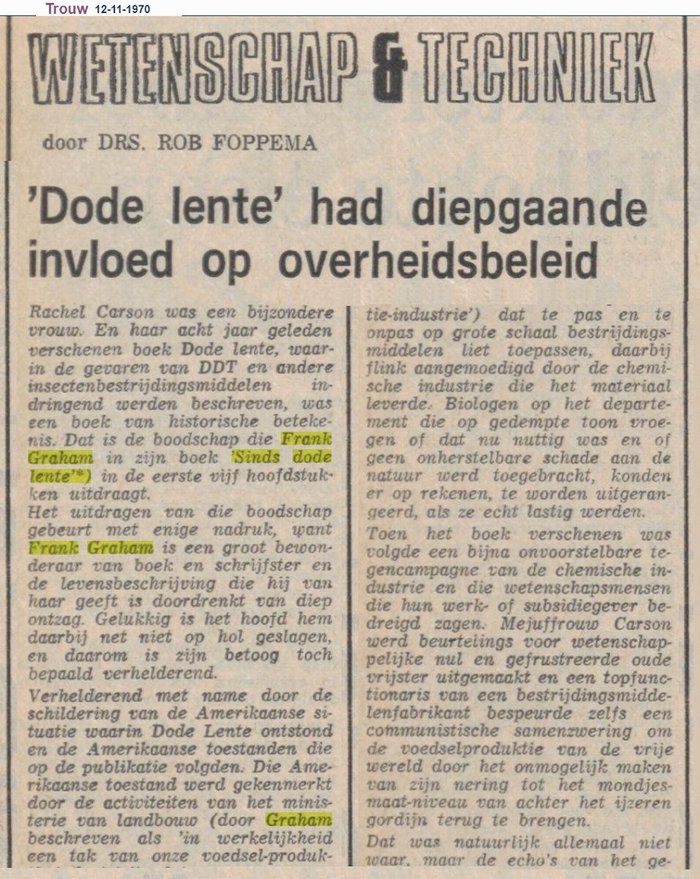 Trouw 12-11-1970
WETENSCHAP & TECHNIEK
door DRS. ROB FOPPEMA
'Dode lente' had diepgaande
invloed op overheidsbeleid
Rachel Carson was een bijzondere
vrouw. En haar acht jaar geleden
verschenen boek Dode lente, waar-
in de gevaren van DDT en andere
insectenbestrijdingsmiddelen in-
dringend werden beschreven, was
een boek van historische beteke-
nis. Dat is de boodschap die Frank
Graham in zijn boek 'Sinds dode
lente'*) in de eerste vijf hoofdstuk-
ken uitdraagt.
Het uitdragen van die boodschap
gebeurt met enige nadruk, want
Frank Graham is een groot bewon-
deraar van boek en schrijfster en
de levensbeschrijving die hij van
haar geeft is doordrenkt van diep
ontzag. Gelukkig is het hoofd hem
daarbij net niet op hol geslagen,
en daarom is zijn betoog toch
bepaald verhelderend.
Verhelderend met name door de
schildering van de Amerikaanse si-
tuatie waarin Dode Lente ontstond
en de Amerikaanse toestanden die
op de publikatie volgden. Die Ame-
rikaanse toestand werd gekenmerkt
door de activiteiten van het minis-
terie van landbouw (door Graham
beschreven als 'in werkelijkheid
een tak van onze voedsel-produk-
tie-industrie') dat te pas en te
onpas op grote schaal bestrijdings-
middelen liet toepassen, daarbij
flink aangemoedigd door de chemi-
sche industrie die het materiaal
leverde. Biologen op het departe-
ment die op gedempte toon vroe-
gen of dat nu nuttig was en of
geen onherstelbare schade aan de
natuur werd toegebracht, konden
er op rekenen, te worden uitgeran-
geerd, als ze echt lastig werden.
Toen het boek verschenen was
volgde een bijna onvoorstelbare te-
gencampagne van de chemische in-
dustrie en die wetenschapsmensen
die hun werk- of subsidiegever be-
dreigd zagen. Mejuffrouw Carson
werd beurtelings voor wetenschap-
pelijke nul en gefrustreerde oude
vrijster uitgemaakt en een topfunc-
tionaris van een bestrijdingsmidde-
lenfabrikant bespeurde zelfs een
communistische samenzwering om
de voedselproduktie van de vrije
wereld door het onmogelijk maken
van zijn nering tot het mondjes-
maat-niveau van achter het ijzeren
gordijn terug te brengen.
Dat was natuurlijk allemaal niet
waar, maar de echo's van het ge-